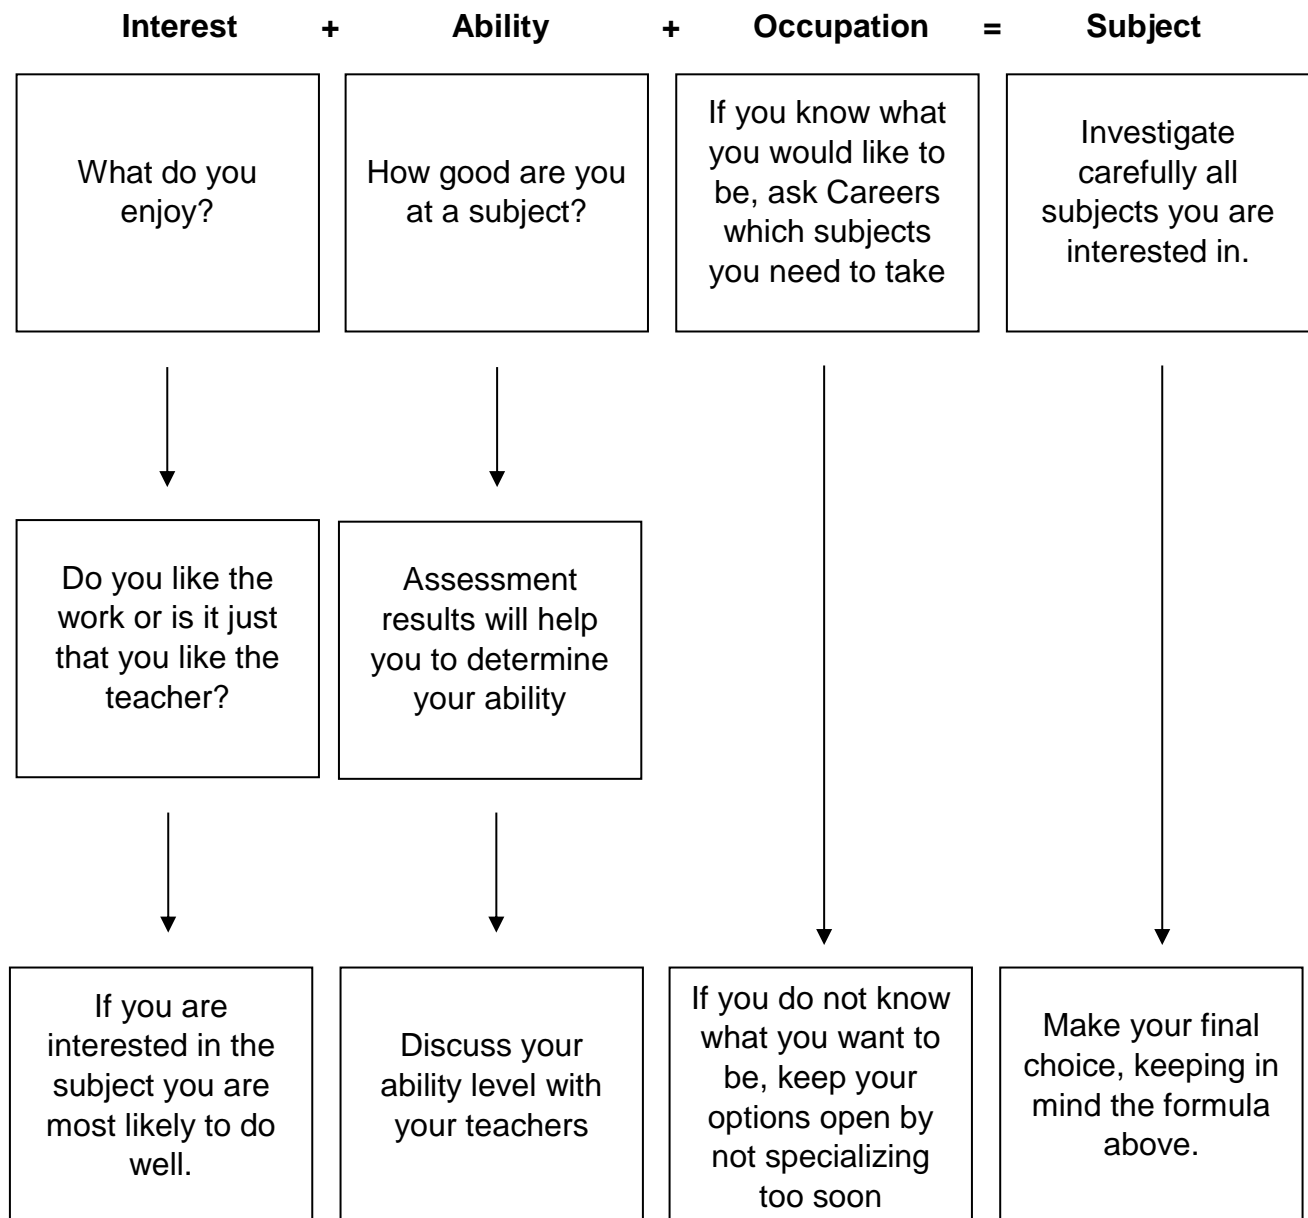 Interest + Ability + Occupation = Subject
What do you
enjoy?
How good are you
at a subject?
If you know what
you would like to
be, ask Careers
which subjects
you need to take
Investigate
carefully all
subjects you are
interested in.
Do you like the
work or is it just
that you like the
teacher?
Assessment
results will help
you to determine
your ability
If you are
interested in the
subject you are
most likely to do
well.
Discuss your
ability level with
your teachers
If you do not know
what you want to
be, keep your
options open by
not specializing
too soon
Make your final
choice, keeping in
mind the formula
above.